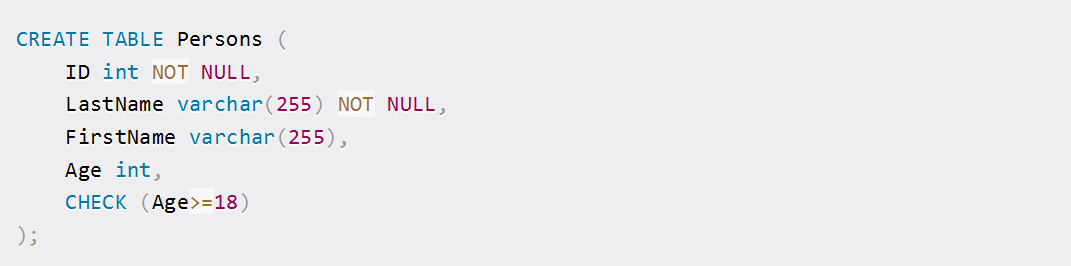 CREATE TABLE Persons (
    ID int NOT NULL,
    LastName varchar(255) NOT NULL,
    FirstName varchar(255),
    Age int,
    CHECK (Age>=18)
);